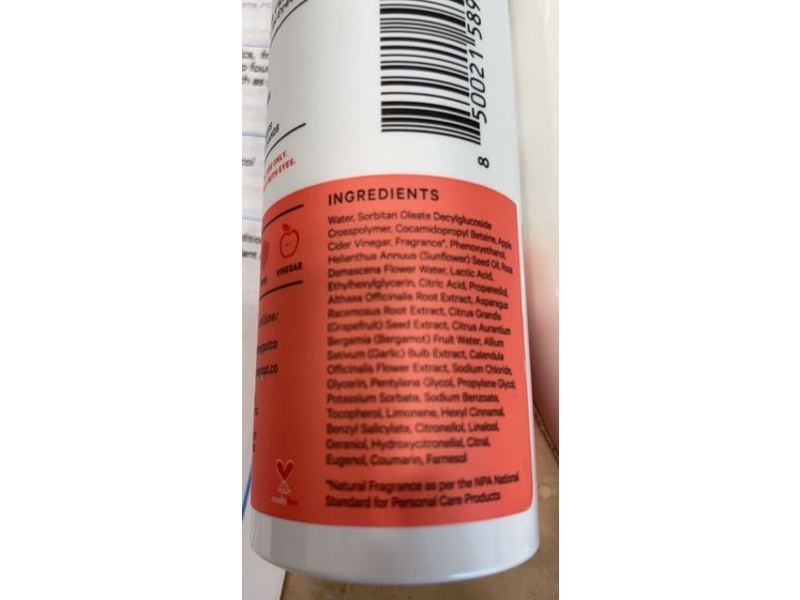 50021 589
8
ONLY.
WITH EYES.
VINEGAR
INGREDIENTS
Water, Sorbitan Oleate Decylglucoside
Crosspolymer, Cocamidopropyl Betaine, Apple
Cider Vinegar, Fragrance*, Phenoxyethanol,
Helianthus Annuus (Sunflower) Seed Oil, Rosa
Damascena Flower Water, Lactic Acid,
Ethylhexylglycerin, Citric Acid, Propanediol,
Althaea Officinalis Root Extract, Asparagus
Racemosus Root Extract, Citrus Grandis
(Grapefruit) Seed Extract, Citrus Aurantium
Bergamia (Bergamot) Fruit Water, Allium
Sativum (Garlic) Bulb Extract, Calendula
Officinalis Flower Extract, Sodium Chloride,
Glycerin, Pentylene Glycol, Propylene Glycol,
Potassium Sorbate, Sodium Benzoate,
Tocopherol, Limonene, Hexyl Cinnamal,
Benzyl Salicylate, Citronellol, Linalool,
Geraniol, Hydroxycitronellal, Citral,
Eugenol, Coumarin, Farnesol
*Natural Fragrance as per the NPA National
Standard for Personal Care Products